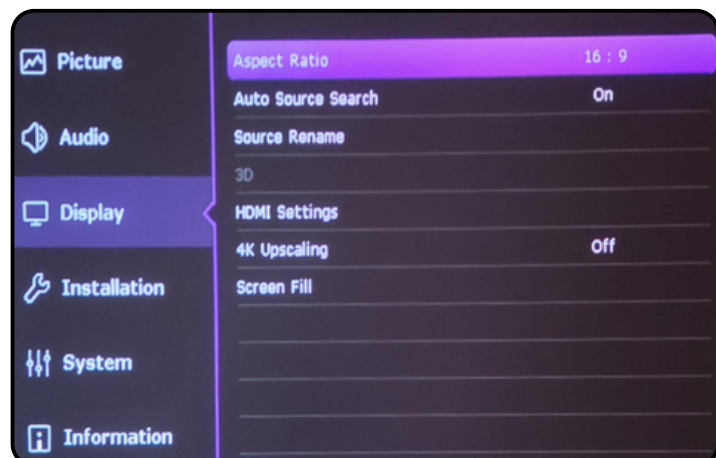 Picture
Audio
Display
Installation
System
Information
Aspect Ratio 16 : 9
Auto Source Search On
Source Rename
3D
HDMI Settings
4K Upscaling Off
Screen Fill